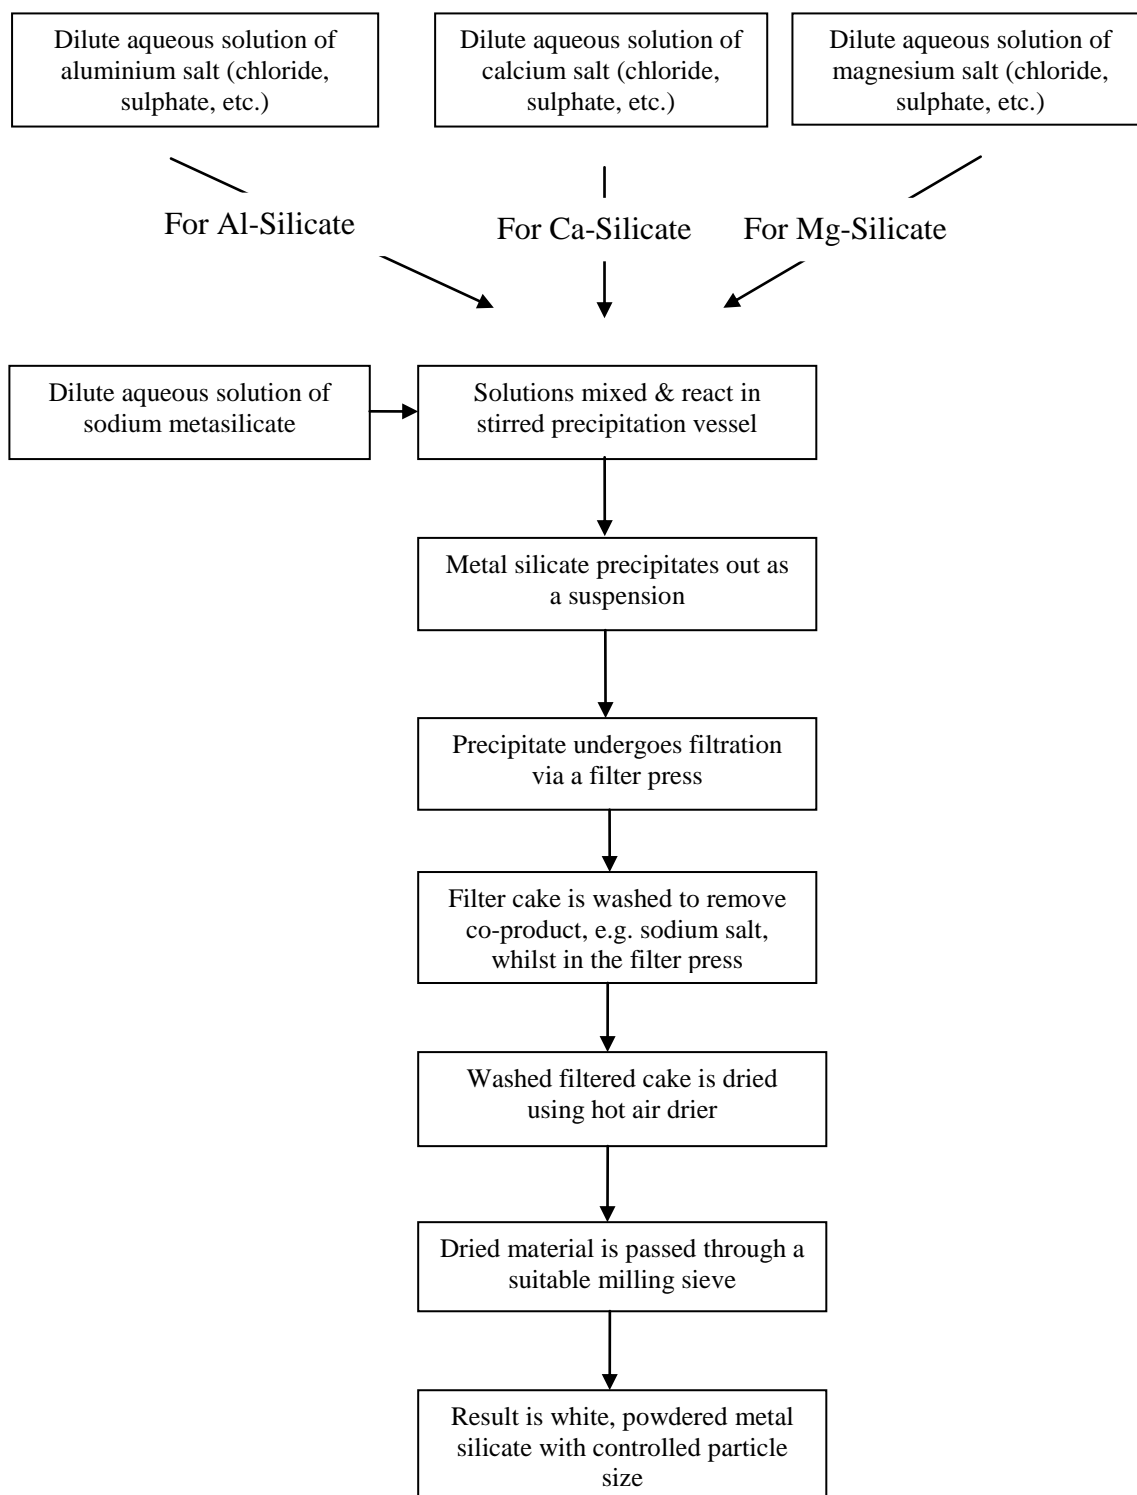 Dilute aqueous solution of
aluminium salt (chloride,
sulphate, etc.)
Dilute aqueous solution of
calcium salt (chloride,
sulphate, etc.)
Dilute aqueous solution of
magnesium salt (chloride,
sulphate, etc.)
For Al-Silicate
For Ca-Silicate
For Mg-Silicate
Dilute aqueous solution of
sodium metasilicate
Solutions mixed & react in
stirred precipitation vessel
Metal silicate precipitates out as
a suspension
Precipitate undergoes filtration
via a filter press
Filter cake is washed to remove
co-product, e.g. sodium salt,
whilst in the filter press
Washed filtered cake is dried
using hot air drier
Dried material is passed through a
suitable milling sieve
Result is white, powdered metal
silicate with controlled particle
size